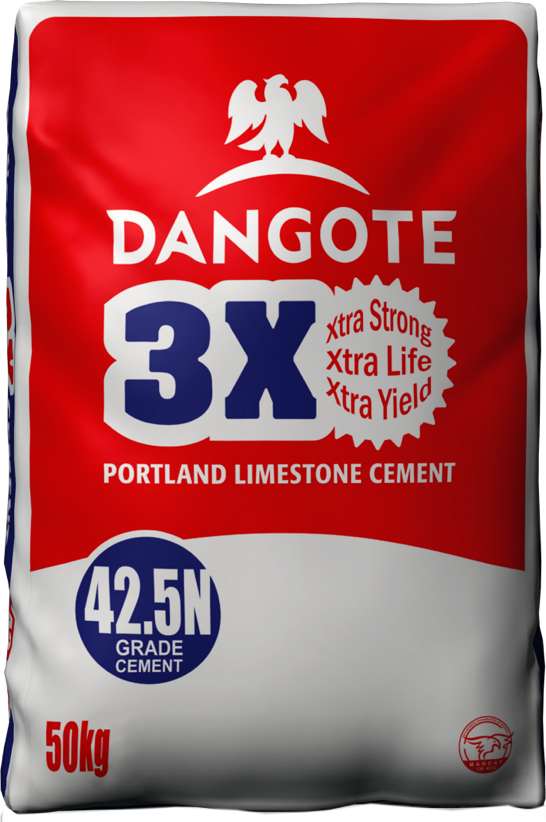 DANGOTE
3X
Xtra Strong
Xtra Life
Xtra Yield
PORTLAND LIMESTONE CEMENT
42.5N
GRADE
CEMENT
50kg